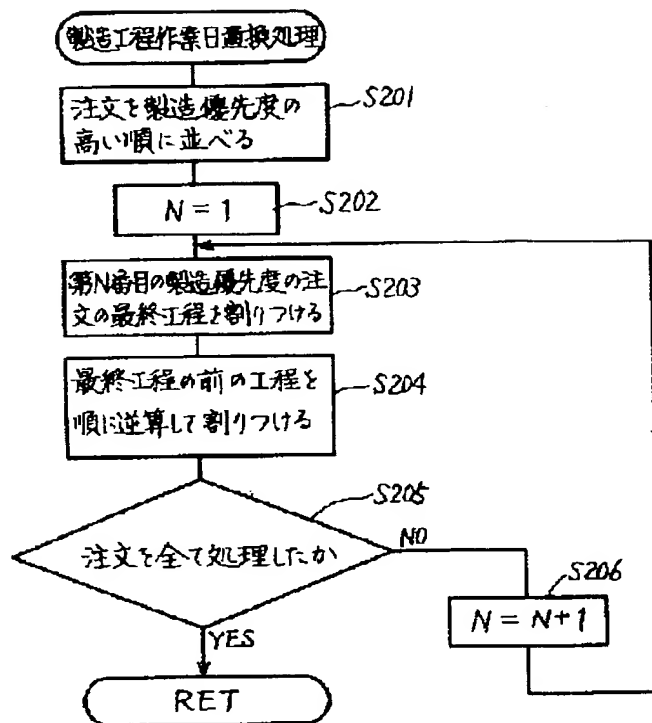 製造工程作業日置換処理
注文を製造優先度の
高い順に並べる
S201
N = 1
S202
第N番目の製造優先度の注
文の最終工程を割りつける
S203
最終工程の前の工程を
順に逆算して割りつける
S204
S205
注文を全て処理したか
NO
S206
N = N+1
YES
RET